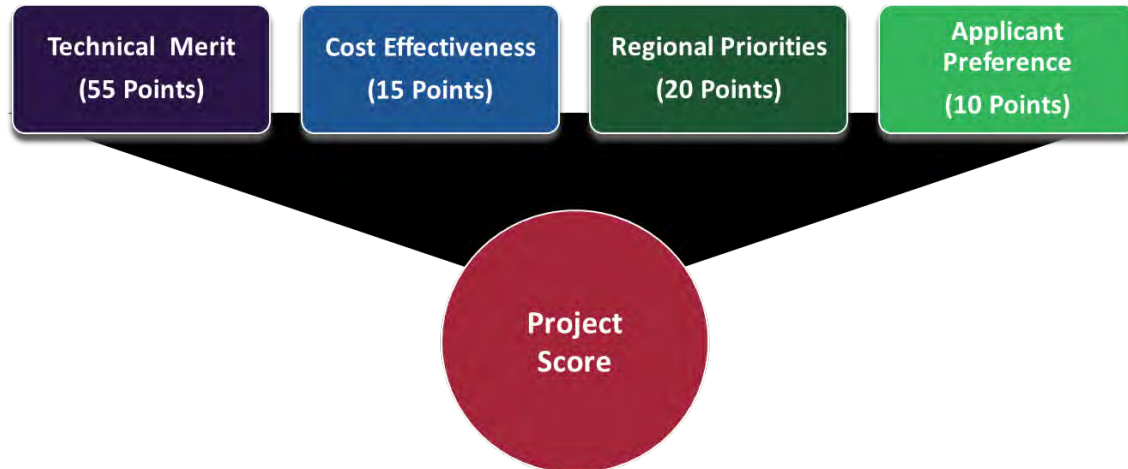 Technical Merit
(55 Points)
Cost Effectiveness
(15 Points)
Regional Priorities
(20 Points)
Applicant
Preference
(10 Points)
Project
Score